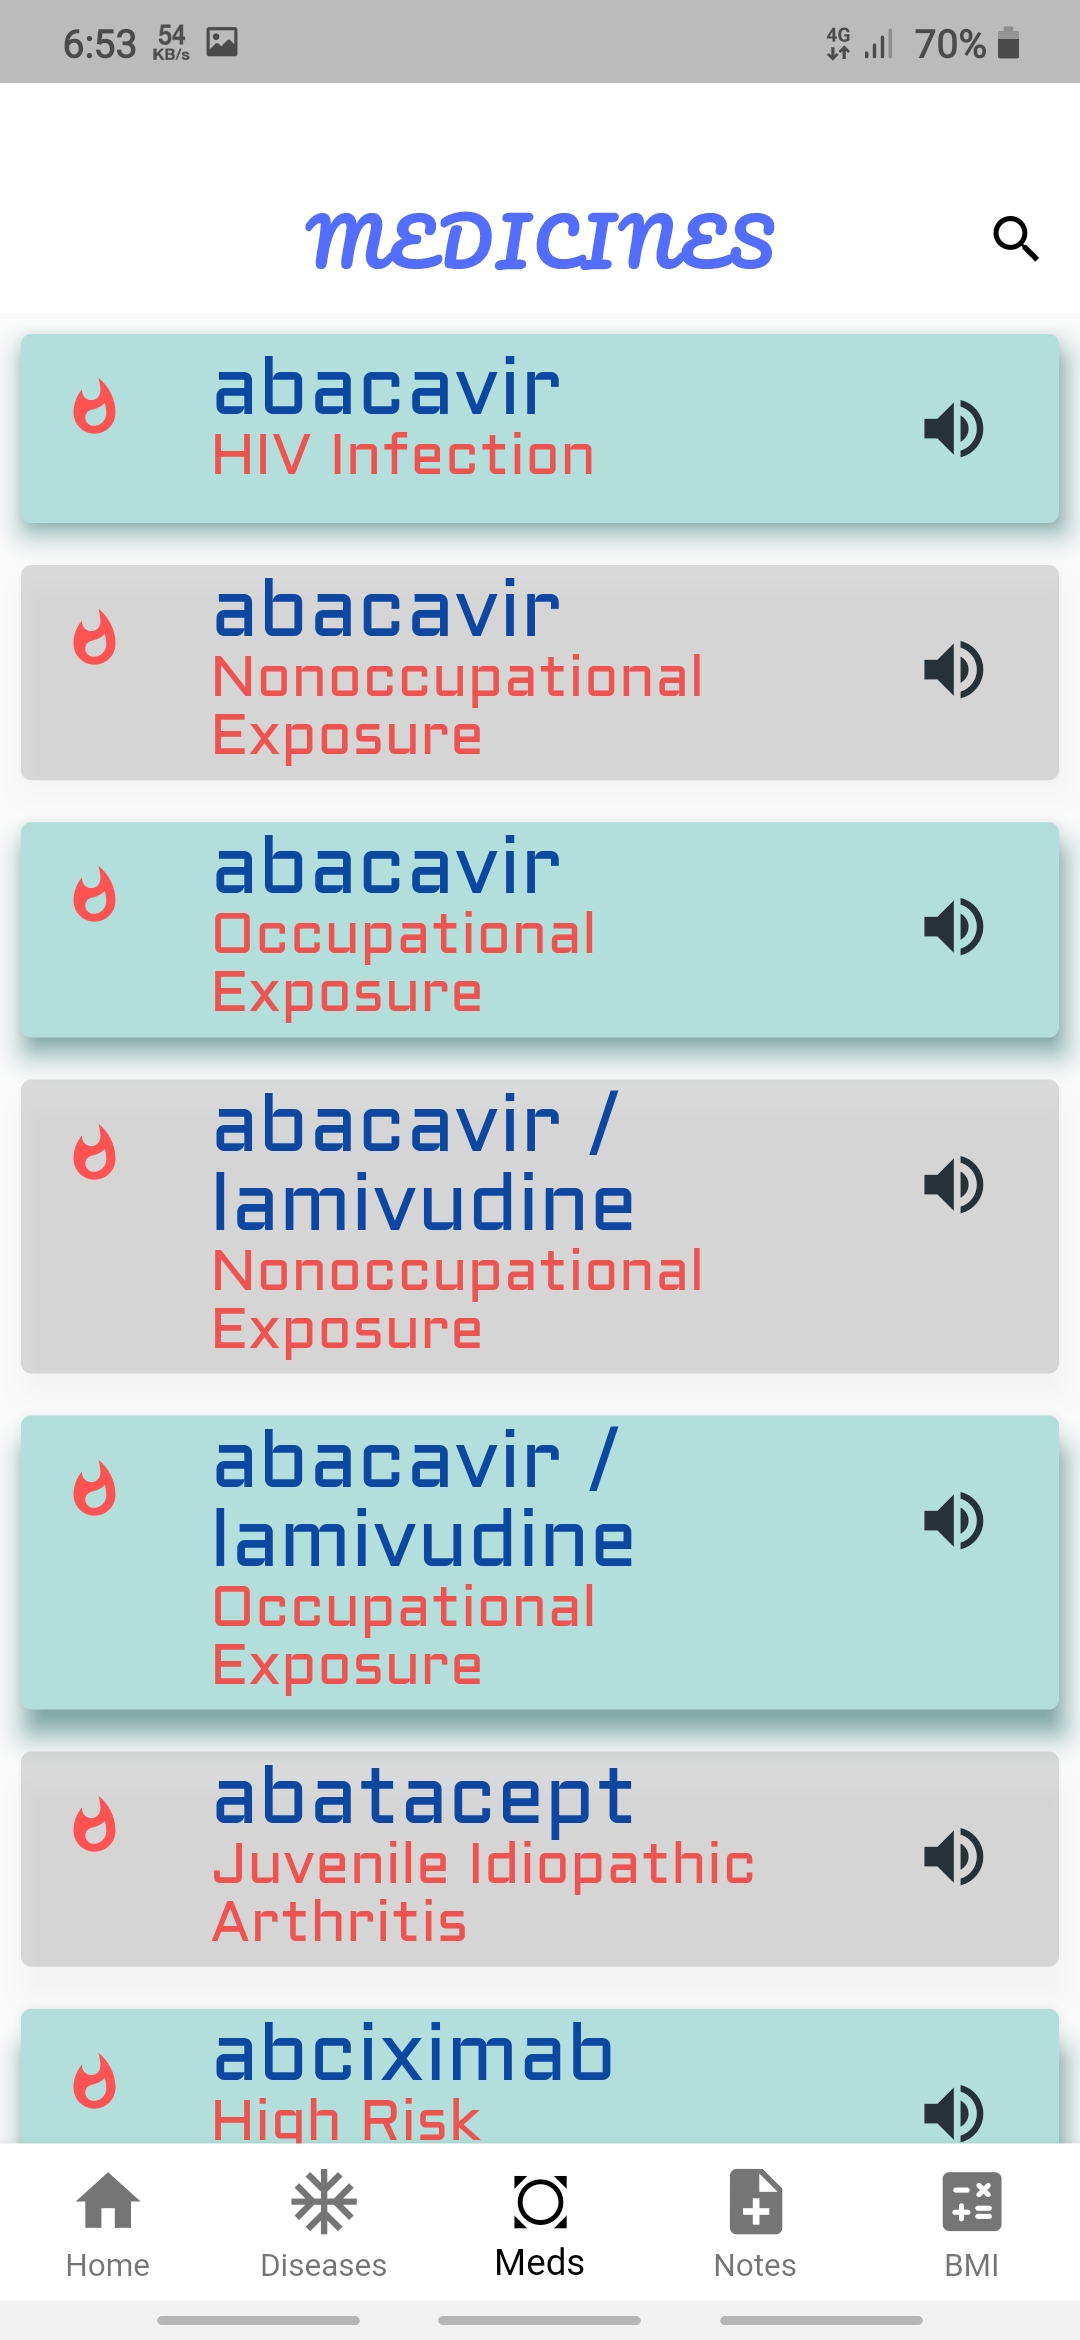 6:53 54 KB/s 4G 70%
MEDICINES
abacavir
HIV Infection
abacavir
Nonoccupational
Exposure
abacavir
Occupational
Exposure
abacavir /
lamivudine
Nonoccupational
Exposure
abacavir /
lamivudine
Occupational
Exposure
abatacept
Juvenile Idiopathic
Arthritis
abciximab
High Risk
Home Diseases Meds Notes BMI